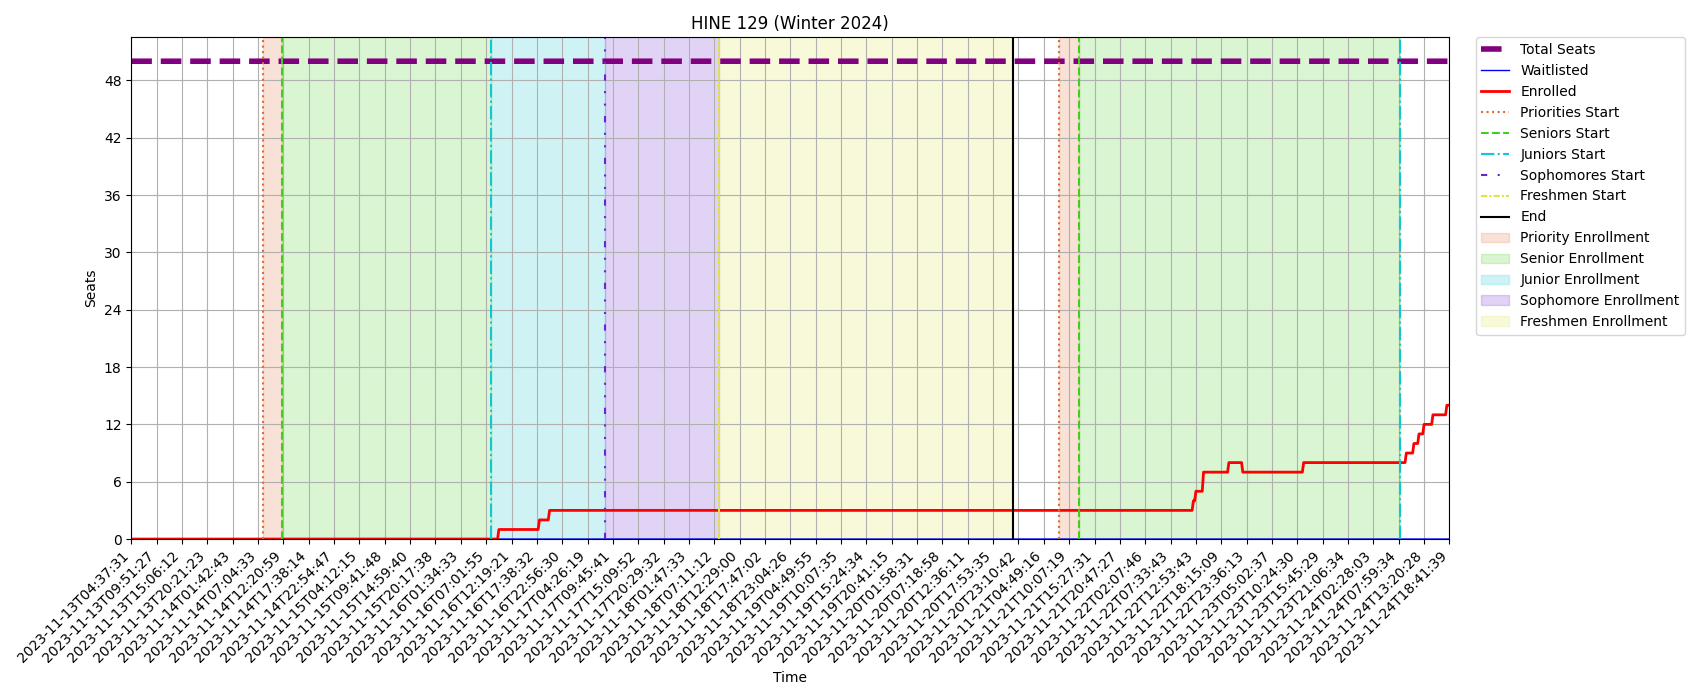 HINE 129 (Winter 2024)
Total Seats
Waitlisted
Enrolled
Priorities Start
Seniors Start
Juniors Start
Sophomores Start
Freshmen Start
End
Priority Enrollment
Senior Enrollment
Junior Enrollment
Sophomore Enrollment
Freshmen Enrollment
Seats
48
42
36
30
24
18
12
6
0
2023-11-13T04:37:31
2023-11-13T09:51:27
2023-11-13T15:06:12
2023-11-13T20:21:23
2023-11-14T01:42:43
2023-11-14T07:04:33
2023-11-14T12:20:59
2023-11-14T17:38:14
2023-11-14T22:54:47
2023-11-15T04:12:15
2023-11-15T09:41:48
2023-11-15T14:59:40
2023-11-15T20:17:38
2023-11-16T01:34:33
2023-11-16T07:01:55
2023-11-16T12:19:21
2023-11-16T17:38:32
2023-11-16T22:56:30
2023-11-17T04:26:19
2023-11-17T09:45:41
2023-11-17T15:09:52
2023-11-17T20:29:32
2023-11-18T01:47:33
2023-11-18T07:11:12
2023-11-18T12:29:00
2023-11-18T17:47:02
2023-11-18T23:04:26
2023-11-19T04:49:55
2023-11-19T10:07:35
2023-11-19T15:24:34
2023-11-19T20:41:15
2023-11-20T01:58:31
2023-11-20T07:18:58
2023-11-20T12:36:11
2023-11-20T17:53:35
2023-11-20T23:10:42
2023-11-21T04:49:16
2023-11-21T10:07:19
2023-11-21T15:27:31
2023-11-21T20:47:27
2023-11-22T02:07:46
2023-11-22T07:33:43
2023-11-22T12:53:43
2023-11-22T18:15:09
2023-11-22T23:36:13
2023-11-23T05:02:37
2023-11-23T10:24:30
2023-11-23T15:45:29
2023-11-23T21:06:34
2023-11-24T02:28:03
2023-11-24T07:59:34
2023-11-24T13:20:28
2023-11-24T18:41:39
Time